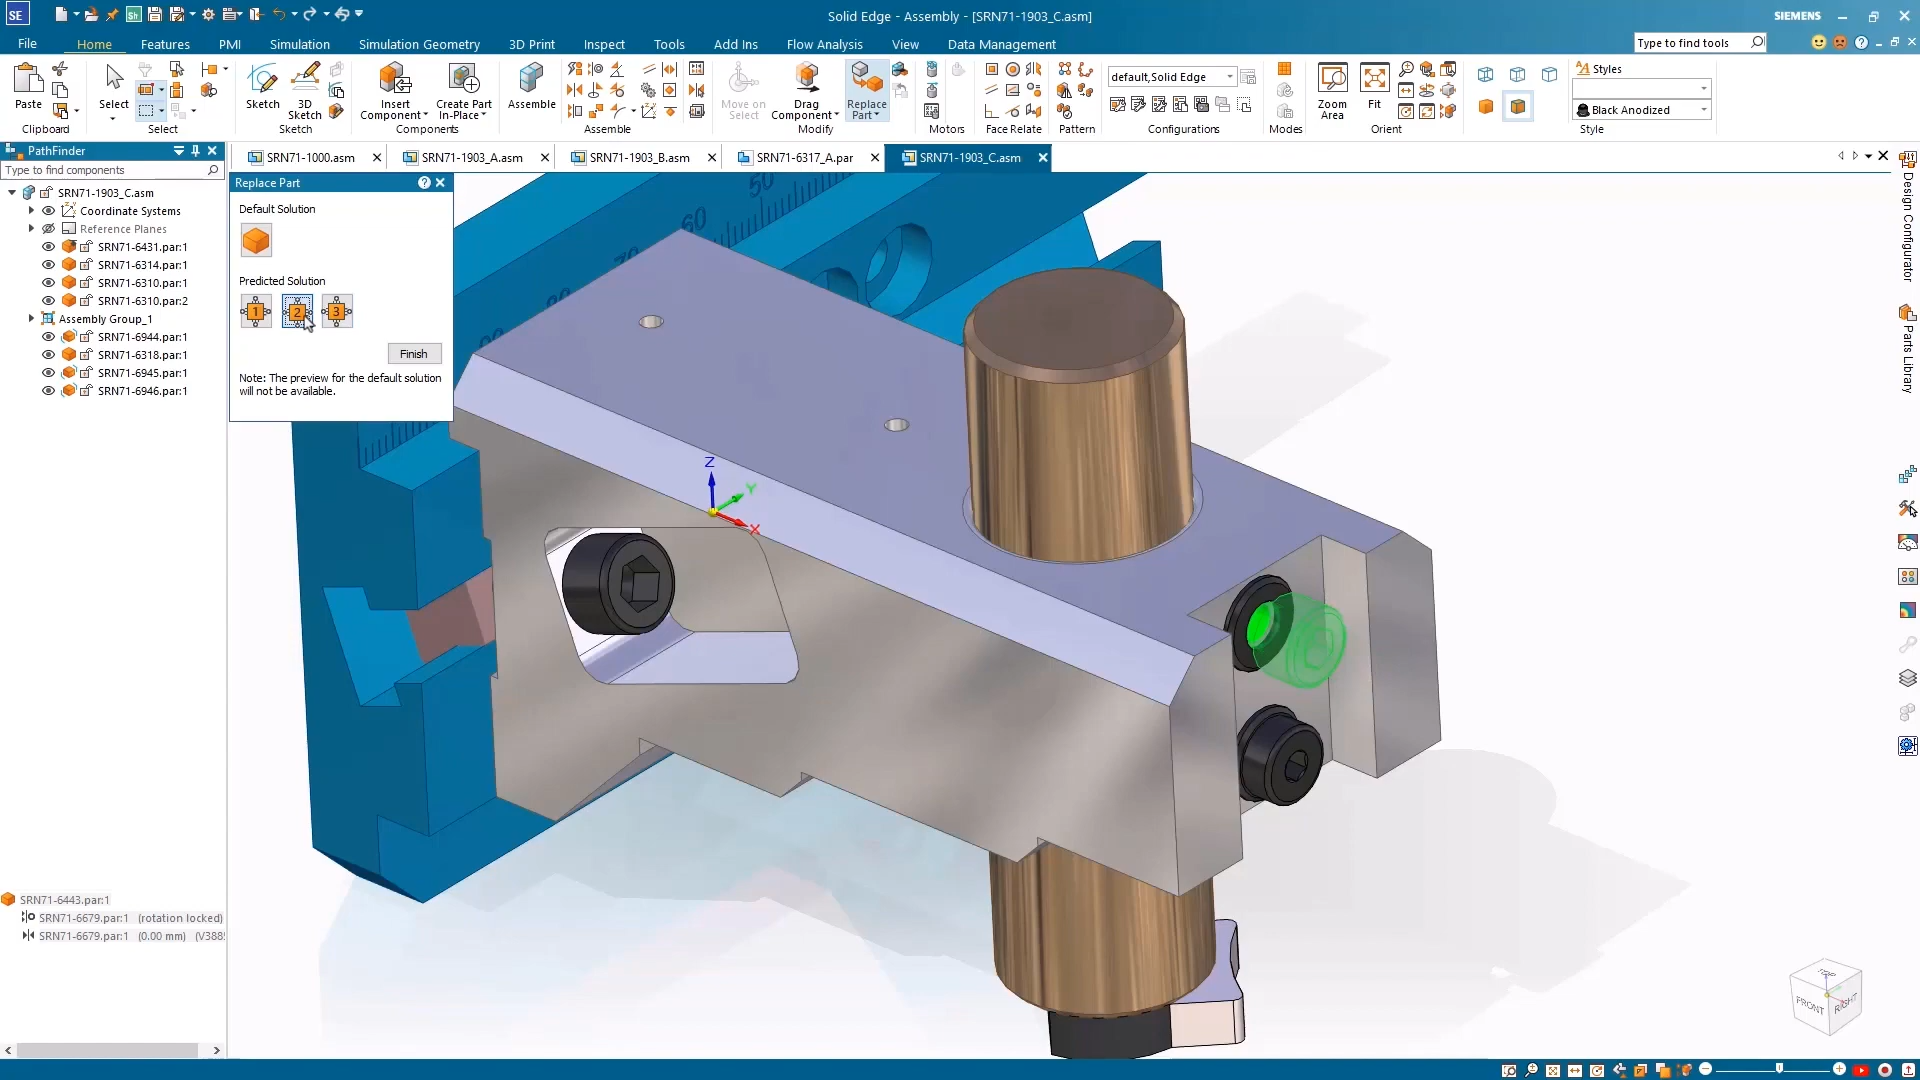 SE
Sh
Solid Edge - Assembly - [SRN71-1903_C.asm]
SIEMENS
File
Home
Features
PMI
Simulation
Simulation Geometry
3D Print
Inspect
Tools
Add Ins
Flow Analysis
View
Data Management
Type to find tools
Paste
Clipboard
Select
Select
Sketch
3D
Sketch
Sketch
Insert
Component
Create Part
In-Place
Components
Assemble
Assemble
Move on
Select
Drag
Component
Replace
Part
Modify
Motors
Face Relate
Pattern
default,Solid Edge
Configurations
Modes
Zoom
Area
Fit
Orient
Styles
Black Anodized
Style
PathFinder
Type to find components
SRN71-1903_C.asm
Coordinate Systems
Reference Planes
SRN71-6431.par:1
SRN71-6314.par:1
SRN71-6310.par:1
SRN71-6310.par:2
Assembly Group_1
SRN71-6944.par:1
SRN71-6318.par:1
SRN71-6945.par:1
SRN71-6946.par:1
SRN71-6443.par:1
SRN71-6679.par:1 (rotation locked)
SRN71-6679.par:1 (0.00 mm) (V388
SRN71-1000.asm
SRN71-1903_A.asm
SRN71-1903_B.asm
SRN71-6317_A.par
SRN71-1903_C.asm
Replace Part
Default Solution
Predicted Solution
1
2
3
Finish
Note: The preview for the default solution
will not be available.
50
60
70
Z
Y
X
TOP
FRONT
RIGHT
Design Configurator
Parts Library